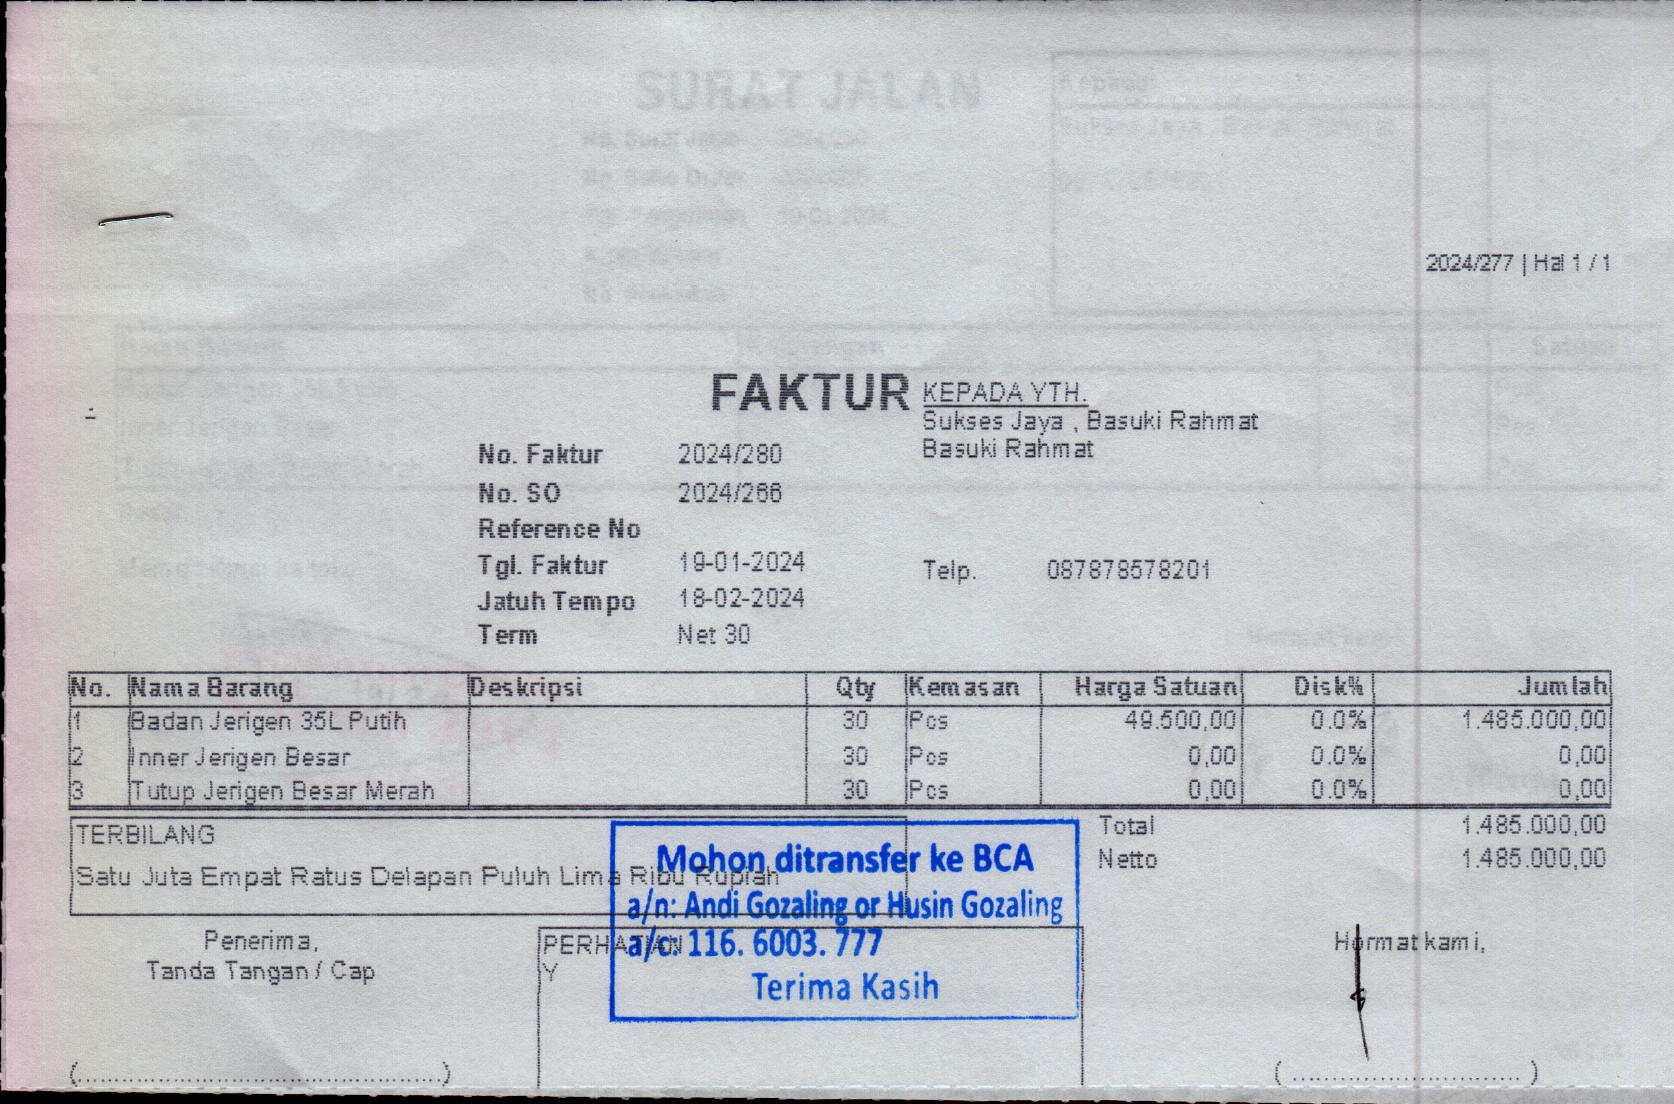 SURAT JALAN
2024/277 | Hal 1 / 1
FAKTUR
KEPADA YTH.
Sukses Jaya , Basuki Rahmat
Basuki Rahmat
No. Faktur 2024/280
No. SO 2024/266
Reference No
Tgl. Faktur 19-01-2024
Telp. 087878578201
Jatuh Tempo 18-02-2024
Term Net 30
No. Nama Barang Deskripsi Qty Kemasan Harga Satuan Disk% Jumlah
1 Badan Jerigen 35L Putih 30 Pcs 49.500,00 0.0% 1.485.000,00
2 Inner Jerigen Besar 30 Pcs 0,00 0.0% 0,00
3 Tutup Jerigen Besar Merah 30 Pcs 0,00 0.0% 0,00
TERBILANG
Satu Juta Empat Ratus Delapan Puluh Lima Ribu Rupiah
Total 1.485.000,00
Netto 1.485.000,00
Mohon ditransfer ke BCA
a/n: Andi Gozaling or Husin Gozaling
a/c: 116. 6003. 777
Terima Kasih
Penerima,
Tanda Tangan / Cap
PERHATIAN
Y
Hormat kami,